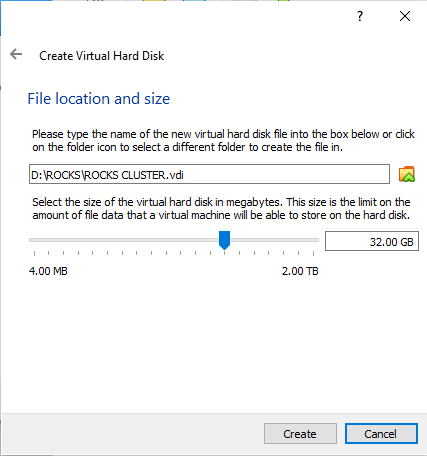 ?
Create Virtual Hard Disk
File location and size
Please type the name of the new virtual hard disk file into the box below or click
on the folder icon to select a different folder to create the file in.
D:\ROCKS\ROCKS CLUSTER.vdi
Select the size of the virtual hard disk in megabytes. This size is the limit on the
amount of file data that a virtual machine will be able to store on the hard disk.
32.00 GB
4.00 MB 2.00 TB
Create Cancel